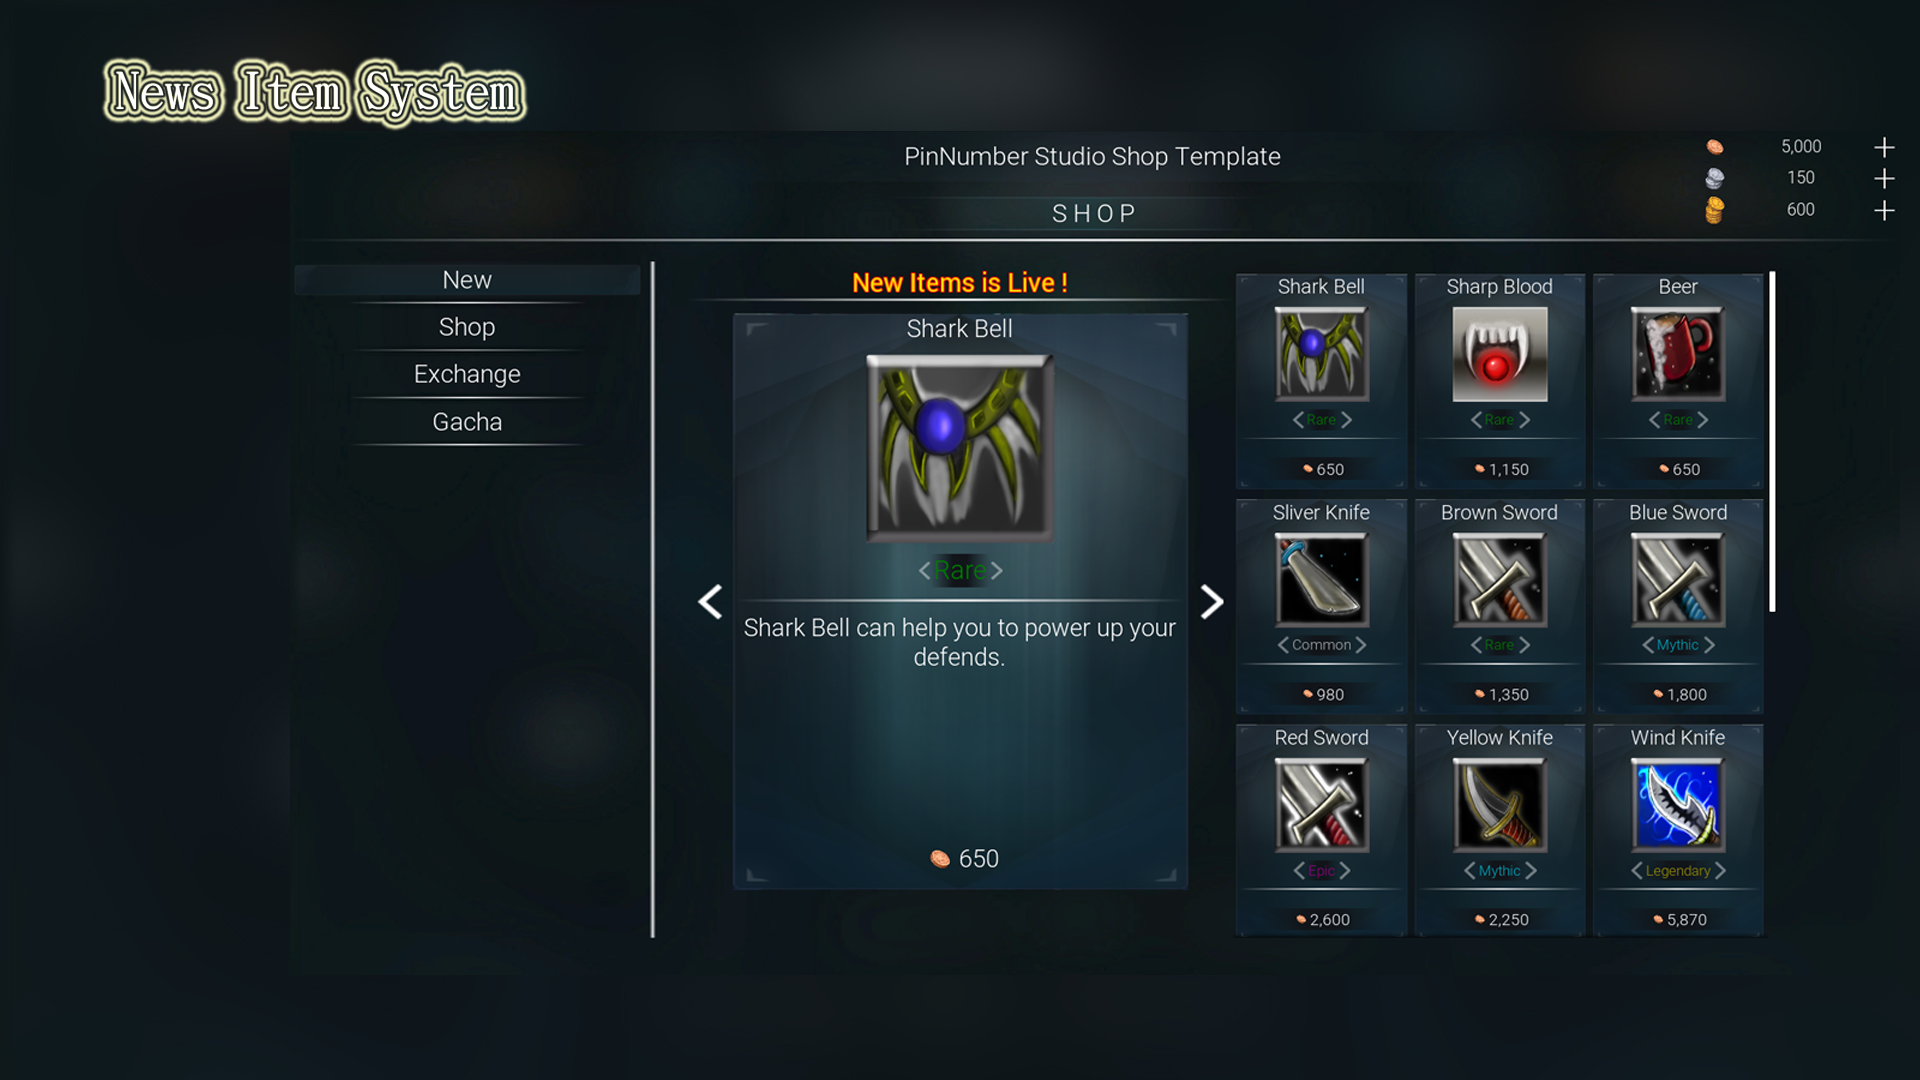 News Item System
PinNumber Studio Shop Template
SHOP
5,000
150
600
New
Shop
Exchange
Gacha
New Items is Live !
Shark Bell
Rare
Shark Bell can help you to power up your
defends.
650
Shark Bell
Rare
650
Sharp Blood
Rare
1,150
Beer
Rare
650
Sliver Knife
Common
980
Brown Sword
Rare
1,350
Blue Sword
Mythic
1,800
Red Sword
Epic
2,600
Yellow Knife
Mythic
2,250
Wind Knife
Legendary
5,870